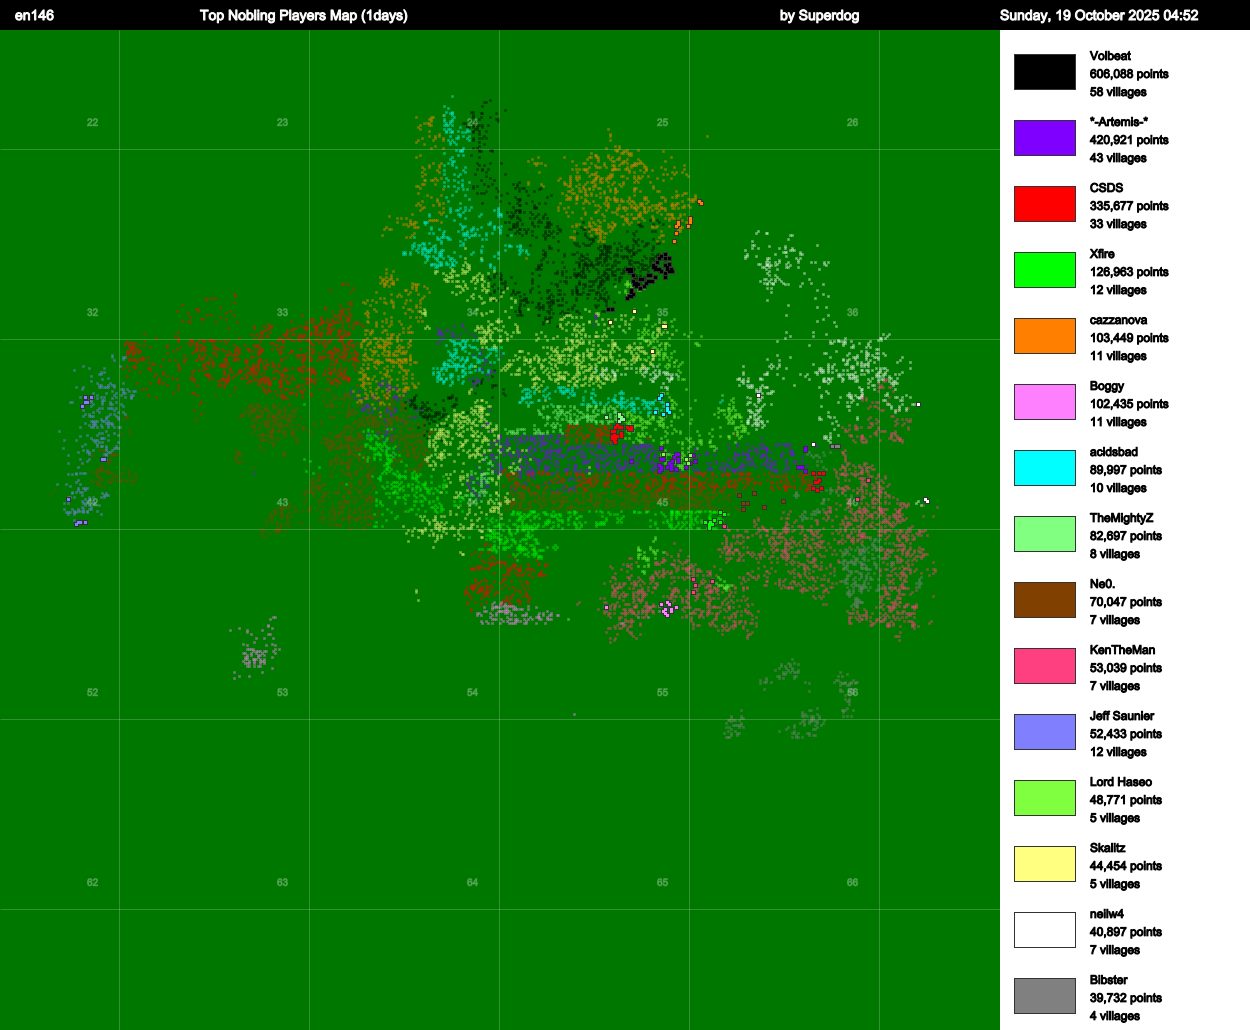 en146 Top Nobling Players Map (1days) by Superdog Sunday, 19 October 2025 04:52
Volbeat
606,088 points
58 villages
*-Artemis-*
420,921 points
43 villages
CSDS
335,677 points
33 villages
Xfire
126,963 points
12 villages
cazzanova
103,449 points
11 villages
Boggy
102,435 points
11 villages
acidsbad
89,997 points
10 villages
TheMightyZ
82,697 points
8 villages
Ne0.
70,047 points
7 villages
KenTheMan
53,039 points
7 villages
Jeff Saunier
52,433 points
12 villages
Lord Haseo
48,771 points
5 villages
Skalitz
44,454 points
5 villages
neilw4
40,897 points
7 villages
Bibster
39,732 points
4 villages
22 23 24 25 26
32 33 34 35 36
42 43 44 45 46
52 53 54 55 56
62 63 64 65 66